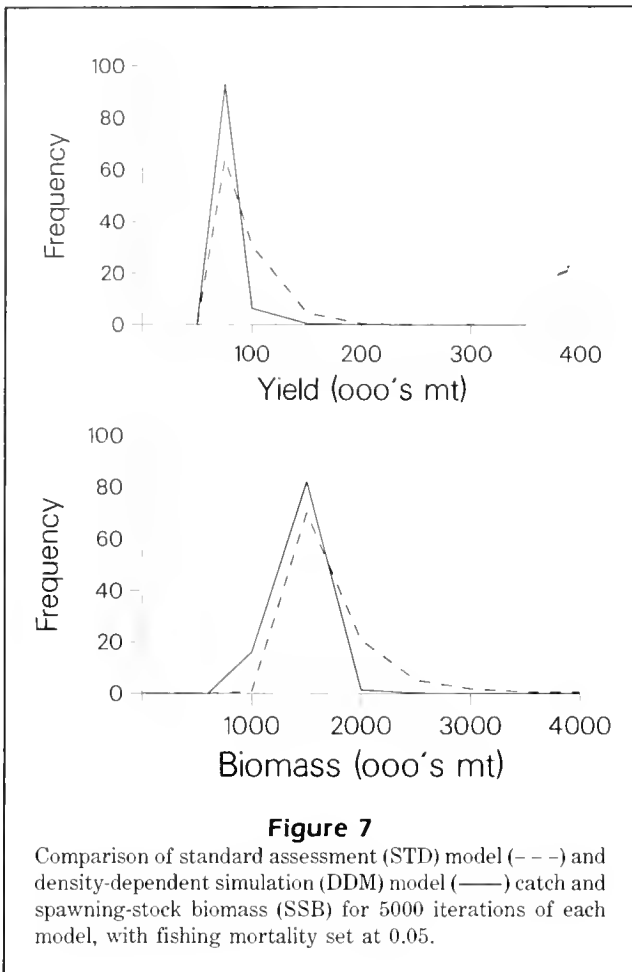 100
80
60
40
20
0
Frequency
100 200 300 400
Yield (ooo's mt)
100
80
60
40
20
0
Frequency
1000 2000 3000 4000
Biomass (ooo's mt)
Figure 7
Comparison of standard assessment (STD) model (- - -) and
density-dependent simulation (DDM) model (——) catch and
spawning-stock biomass (SSB) for 5000 iterations of each
model, with fishing mortality set at 0.05.